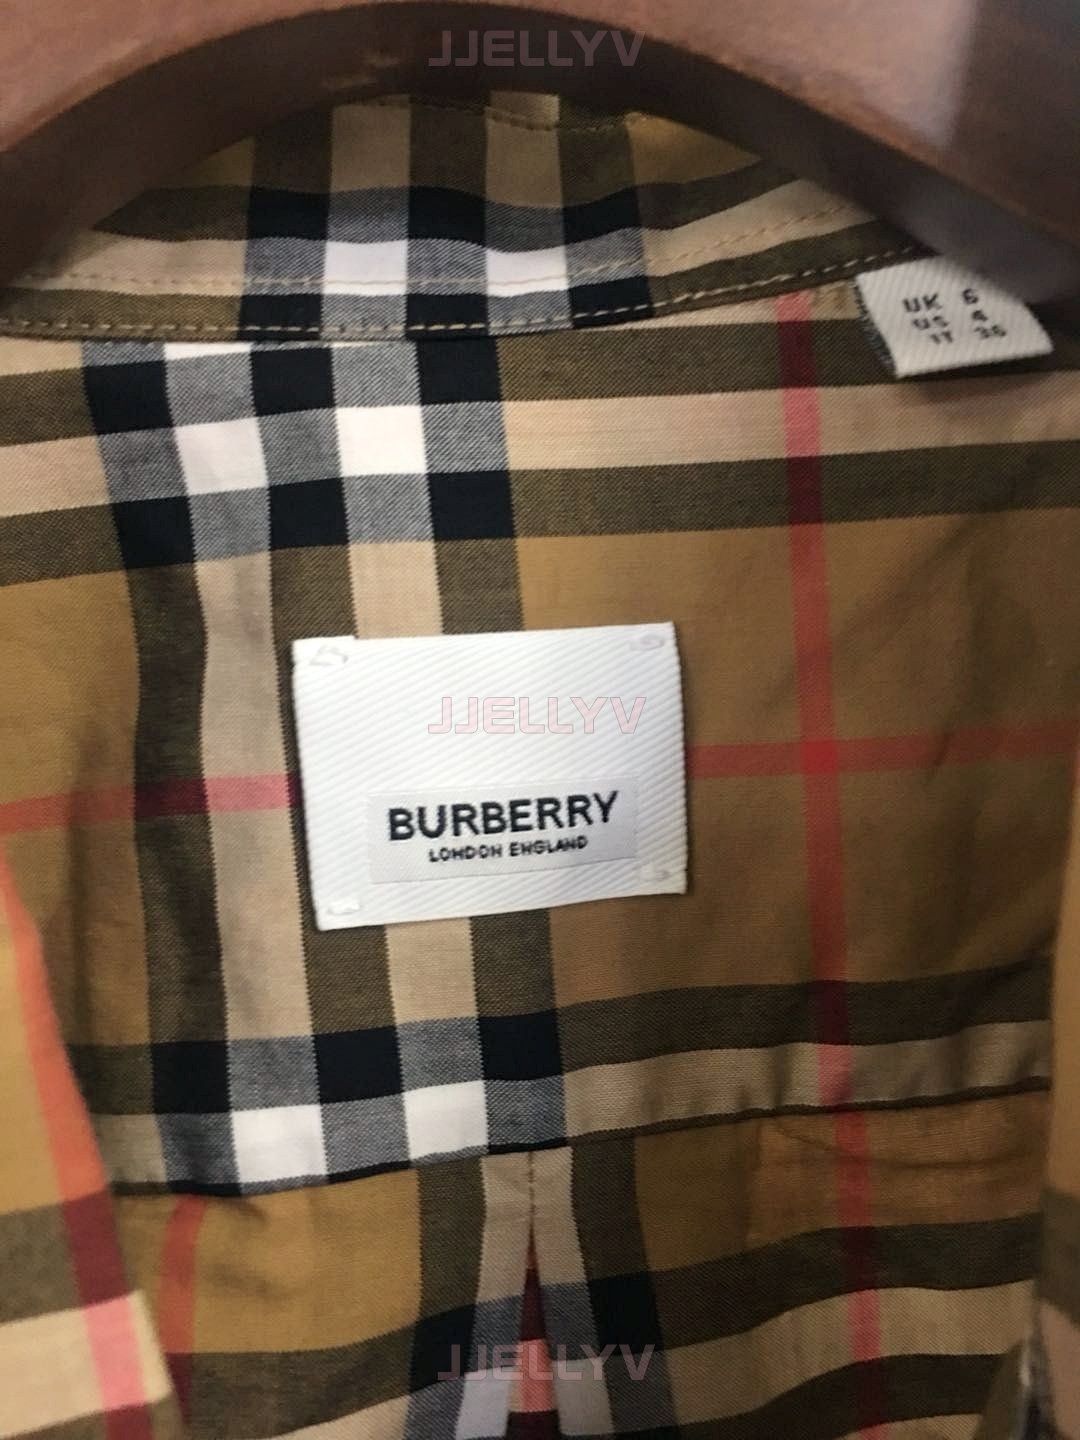 JJELLYV
UK 6
US 4
IT 36
JJELLYV
BURBERRY
LONDON ENGLAND
JJELLYV